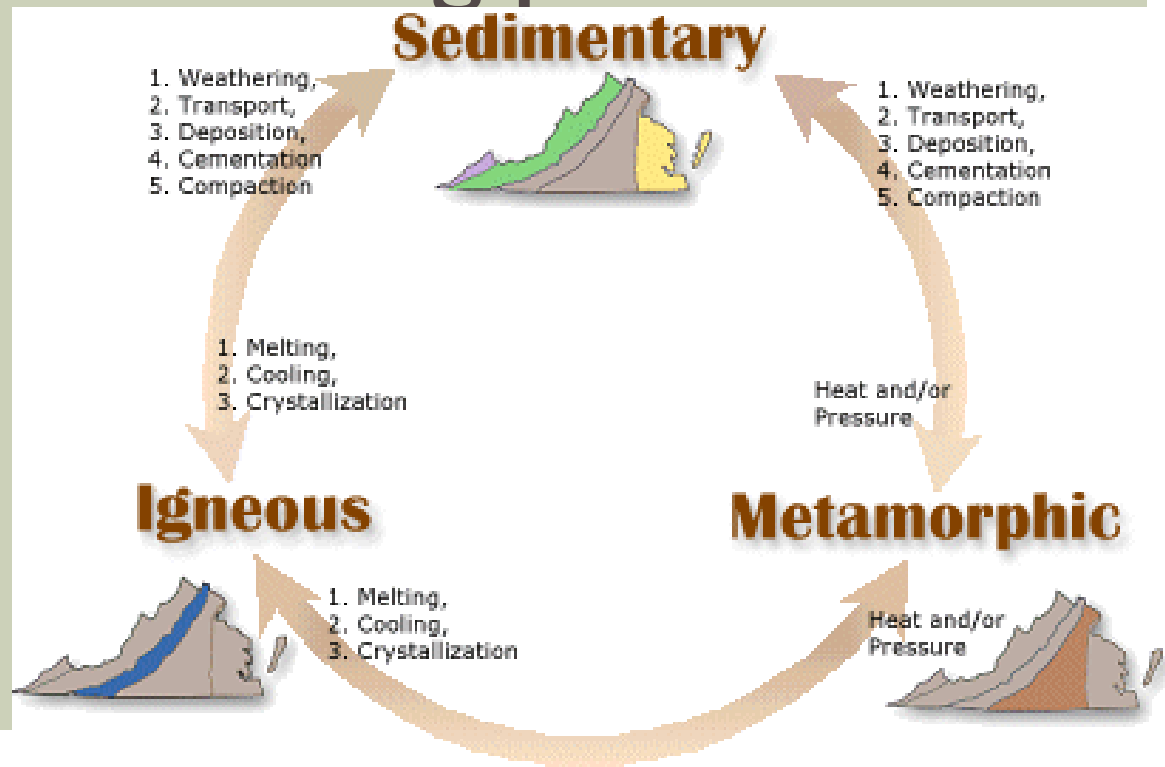 Sedimentary
1. Weathering,
2. Transport,
3. Deposition,
4. Cementation
5. Compaction
1. Weathering,
2. Transport,
3. Deposition,
4. Cementation
5. Compaction
1. Melting,
2. Cooling,
3. Crystallization
Heat and/or
Pressure
Igneous
Metamorphic
1. Melting,
2. Cooling,
3. Crystallization
Heat and/or
Pressure